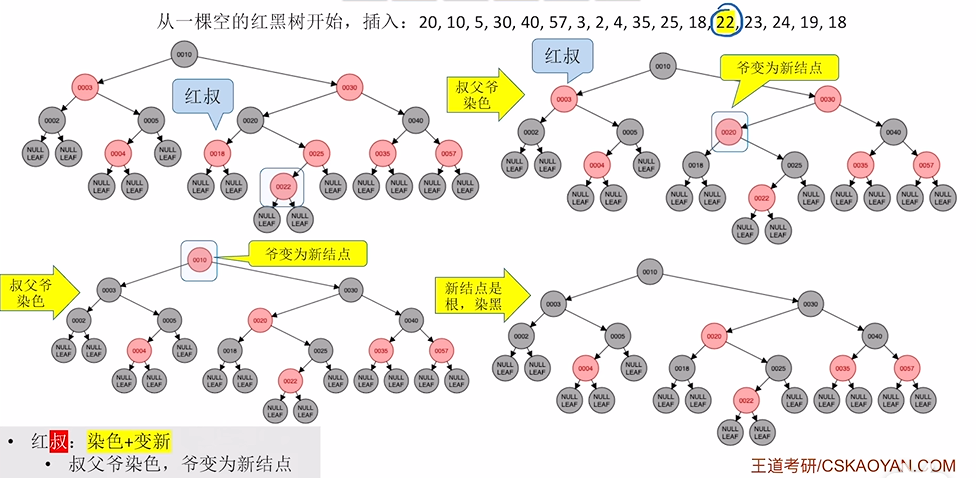 从一棵空的红黑树开始，插入：20, 10, 5, 30, 40, 57, 3, 2, 4, 35, 25, 18, 22, 23, 24, 19, 18
0010
0003
0030
红叔
0002
0005
0020
0040
NULL LEAF
NULL LEAF
0004
NULL LEAF
0018
0025
0035
0057
NULL LEAF
NULL LEAF
NULL LEAF
NULL LEAF
0022
NULL LEAF
NULL LEAF
NULL LEAF
NULL LEAF
NULL LEAF
NULL LEAF
NULL LEAF
叔父爷
染色
红叔
爷变为新结点
0010
0003
0030
0002
0005
0020
0040
NULL LEAF
NULL LEAF
0004
NULL LEAF
0018
0025
0035
0057
NULL LEAF
NULL LEAF
NULL LEAF
NULL LEAF
0022
NULL LEAF
NULL LEAF
NULL LEAF
NULL LEAF
NULL LEAF
NULL LEAF
NULL LEAF
叔父爷
染色
0010
爷变为新结点
0003
0030
0002
0005
0020
0040
NULL LEAF
NULL LEAF
0004
NULL LEAF
0018
0025
0035
0057
NULL LEAF
NULL LEAF
NULL LEAF
NULL LEAF
0022
NULL LEAF
NULL LEAF
NULL LEAF
NULL LEAF
NULL LEAF
NULL LEAF
NULL LEAF
新结点是
根，染黑
0010
0003
0030
0002
0005
0020
0040
NULL LEAF
NULL LEAF
0004
NULL LEAF
0018
0025
0035
0057
NULL LEAF
NULL LEAF
NULL LEAF
NULL LEAF
0022
NULL LEAF
NULL LEAF
NULL LEAF
NULL LEAF
NULL LEAF
NULL LEAF
NULL LEAF
• 红叔：染色+变新
• 叔父爷染色，爷变为新结点
王道考研/CSKAOYAN.COM